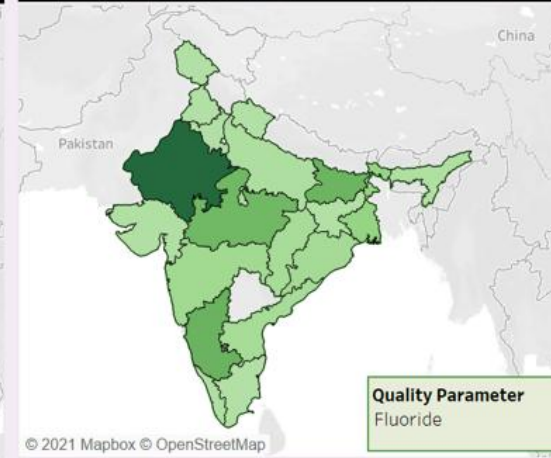 China
Pakistan
Quality Parameter
Fluoride
© 2021 Mapbox © OpenStreetMap